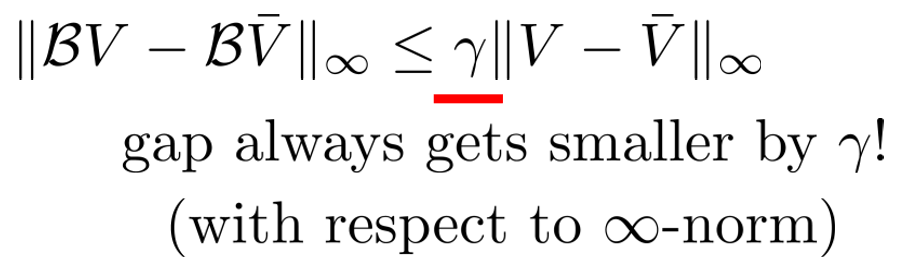 ‖ℬV − ℬV̄‖∞ ≤ γ‖V − V̄‖∞
gap always gets smaller by γ!
(with respect to ∞-norm)